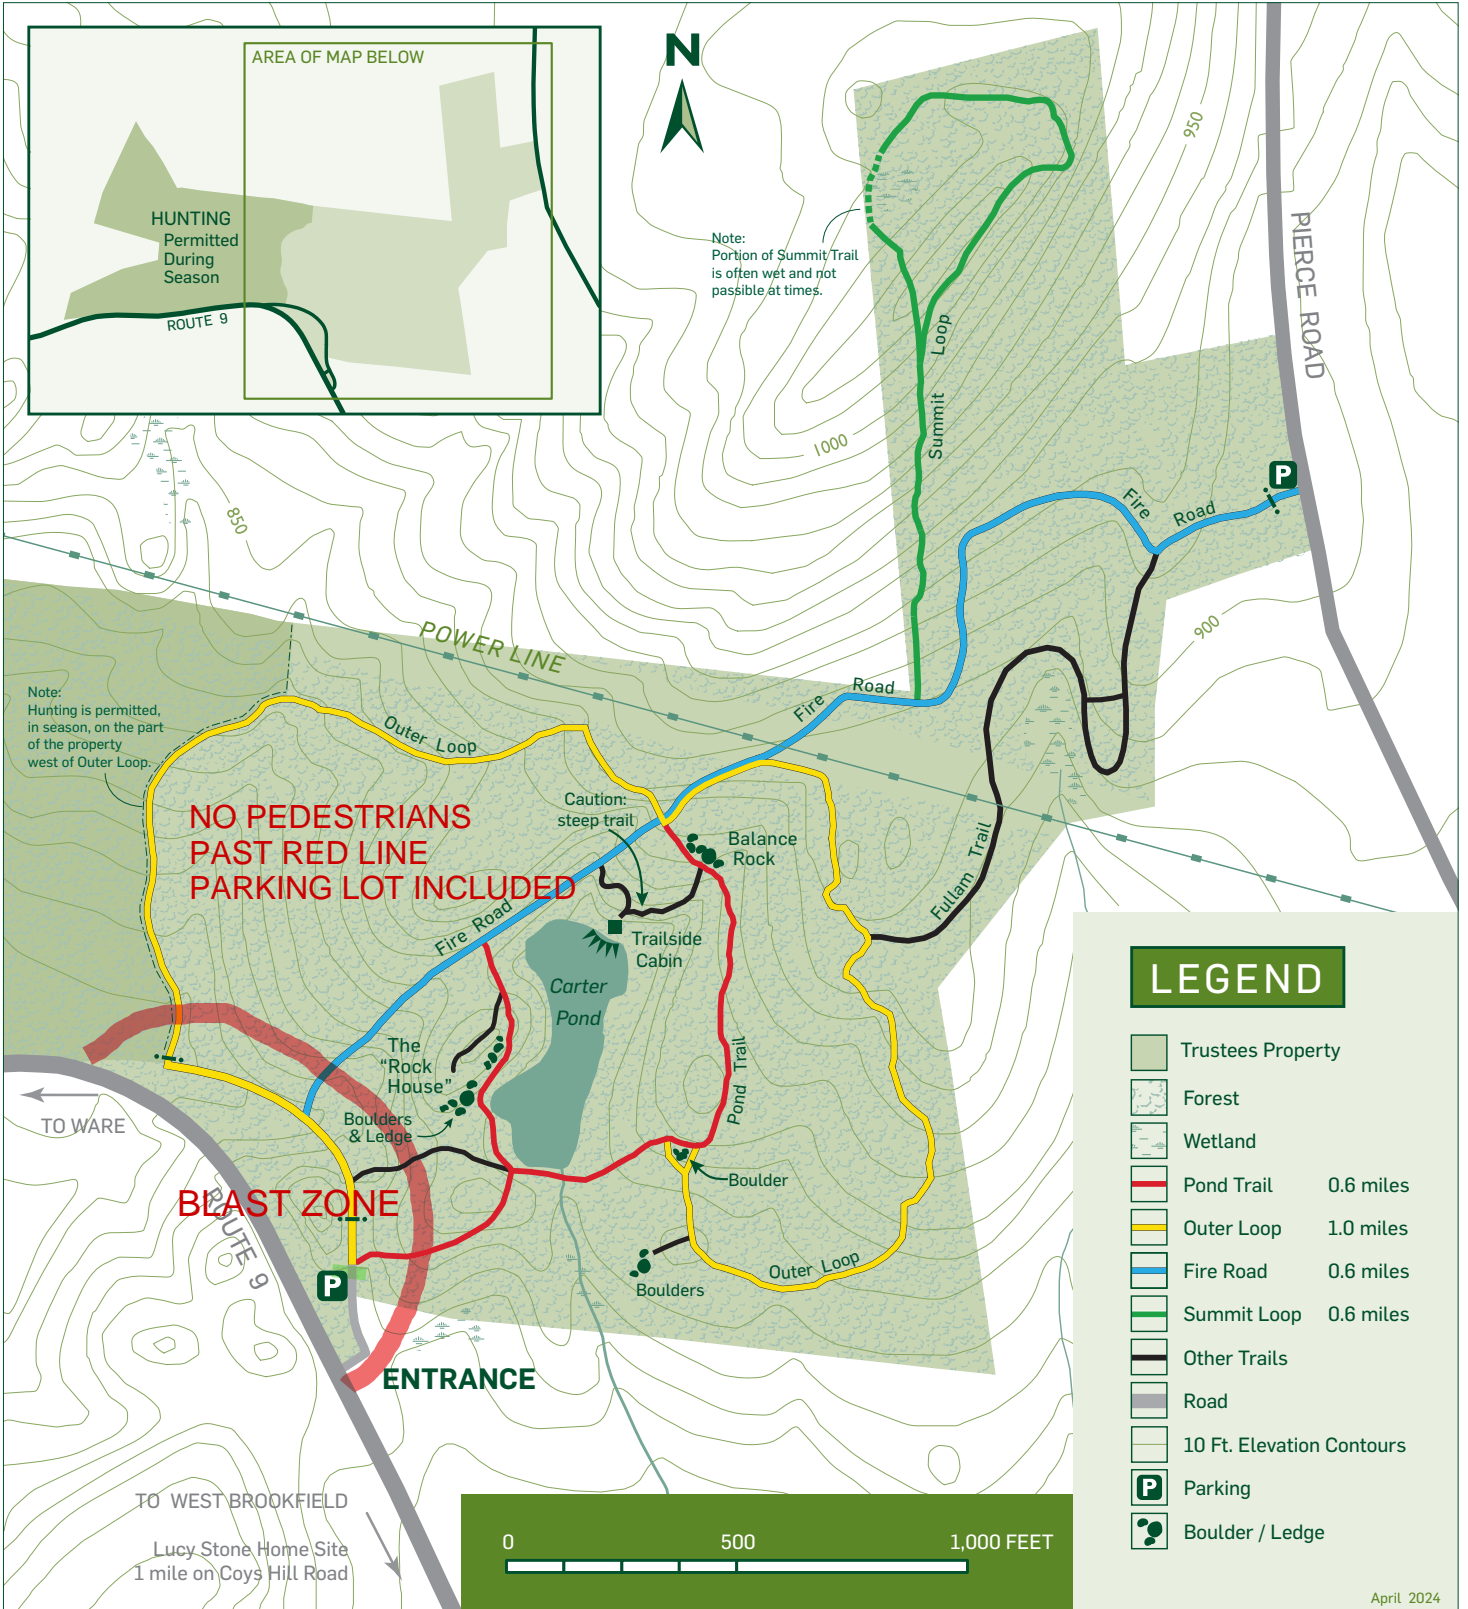 AREA OF MAP BELOW
HUNTING
Permitted
During
Season
ROUTE 9
N
Note:
Portion of Summit Trail
is often wet and not
passible at times.
950
PIERCE ROAD
Summit Loop
1000
850
P
Fire Road
900
POWER LINE
Fire Road
Note:
Hunting is permitted,
in season, on the part
of the property
west of Outer Loop.
Outer Loop
NO PEDESTRIANS
PAST RED LINE
PARKING LOT INCLUDED
Caution:
steep trail
Balance
Rock
Fullam Trail
Fire Road
Trailside
Cabin
Carter
Pond
The
“Rock
House”
Boulders
& Ledge
Pond Trail
TO WARE
Boulder
BLAST ZONE
ROUTE 9
Outer Loop
Boulders
P
ENTRANCE
TO WEST BROOKFIELD
Lucy Stone Home Site
1 mile on Coys Hill Road
0 500 1,000 FEET
LEGEND
Trustees Property
Forest
Wetland
Pond Trail 0.6 miles
Outer Loop 1.0 miles
Fire Road 0.6 miles
Summit Loop 0.6 miles
Other Trails
Road
10 Ft. Elevation Contours
P Parking
Boulder / Ledge
April 2024